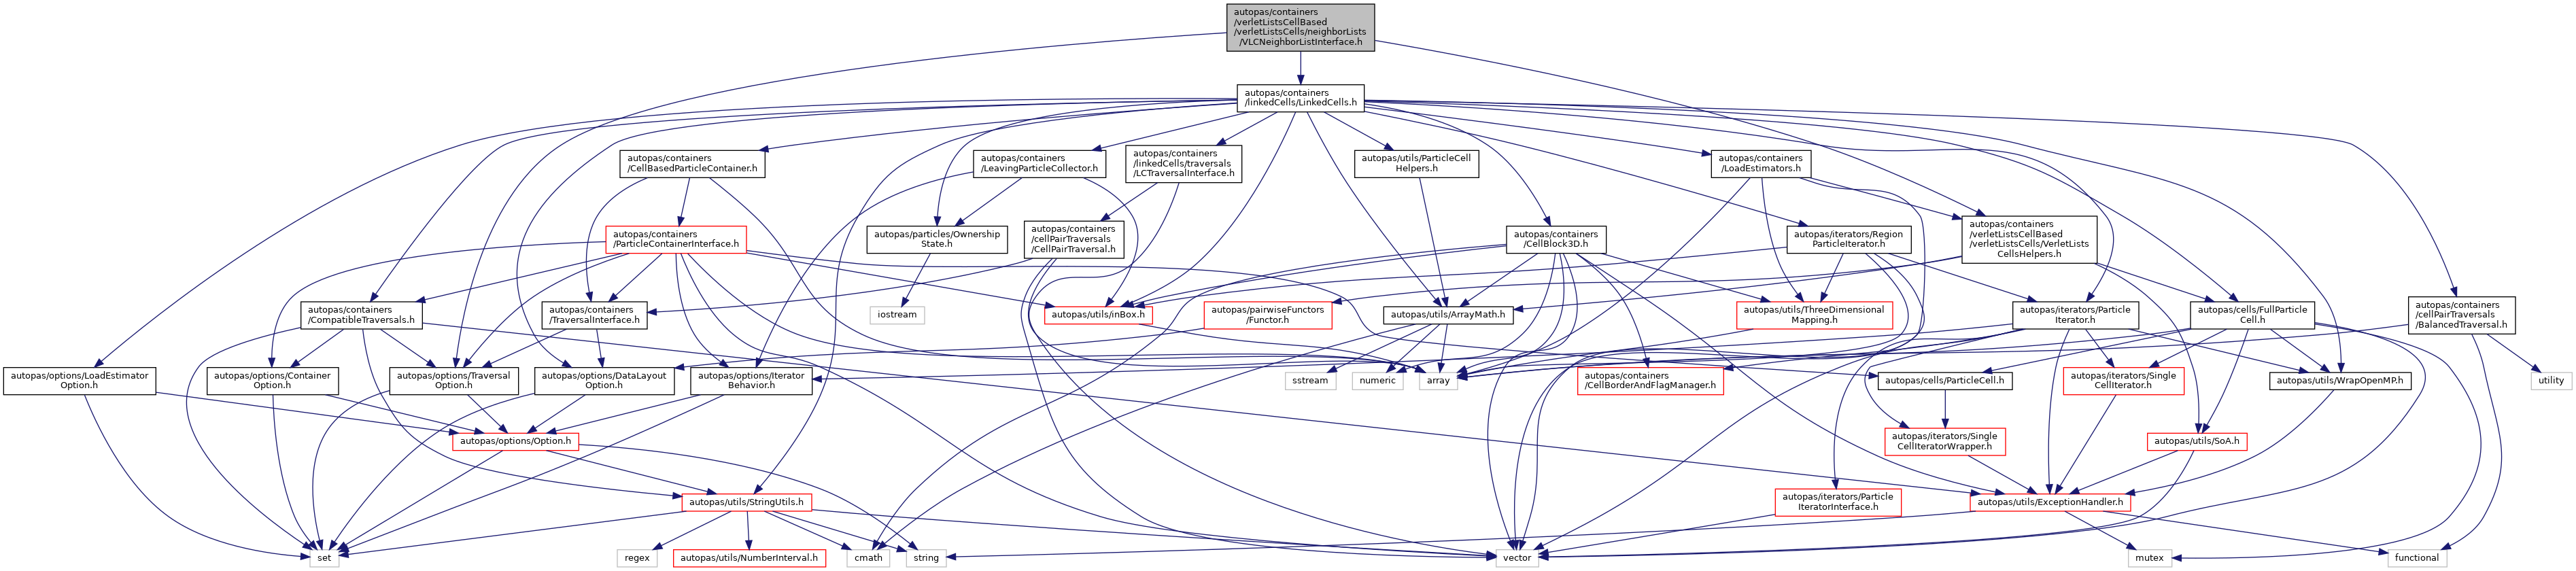 autopas/containers
/verletListsCellBased
/verletListsCells/neighborLists
/VLCNeighborListInterface.h
autopas/containers
/linkedCells/LinkedCells.h
autopas/containers
/CellBasedParticleContainer.h
autopas/containers
/LeavingParticleCollector.h
autopas/containers
/linkedCells/traversals
/LCTraversalInterface.h
autopas/utils/ParticleCell
Helpers.h
autopas/containers
/LoadEstimators.h
autopas/containers
/ParticleContainerInterface.h
autopas/particles/Ownership
State.h
autopas/containers
/cellPairTraversals
/CellPairTraversal.h
autopas/containers
/CellBlock3D.h
autopas/iterators/Region
ParticleIterator.h
autopas/containers
/verletListsCellBased
/verletListsCells/VerletLists
CellsHelpers.h
autopas/containers
/CompatibleTraversals.h
autopas/containers
/TraversalInterface.h
iostream
autopas/utils/inBox.h
autopas/pairwiseFunctors
/Functor.h
autopas/utils/ArrayMath.h
autopas/utils/ThreeDimensional
Mapping.h
autopas/iterators/Particle
Iterator.h
autopas/cells/FullParticle
Cell.h
autopas/containers
/cellPairTraversals
/BalancedTraversal.h
autopas/options/LoadEstimator
Option.h
autopas/options/Container
Option.h
autopas/options/Traversal
Option.h
autopas/options/DataLayout
Option.h
autopas/options/Iterator
Behavior.h
sstream
numeric
array
autopas/containers
/CellBorderAndFlagManager.h
autopas/cells/ParticleCell.h
autopas/iterators/Single
CellIterator.h
autopas/utils/WrapOpenMP.h
utility
autopas/options/Option.h
autopas/iterators/Single
CellIteratorWrapper.h
autopas/utils/SoA.h
autopas/utils/StringUtils.h
autopas/iterators/Particle
IteratorInterface.h
autopas/utils/ExceptionHandler.h
set
regex
autopas/utils/NumberInterval.h
cmath
string
vector
mutex
functional